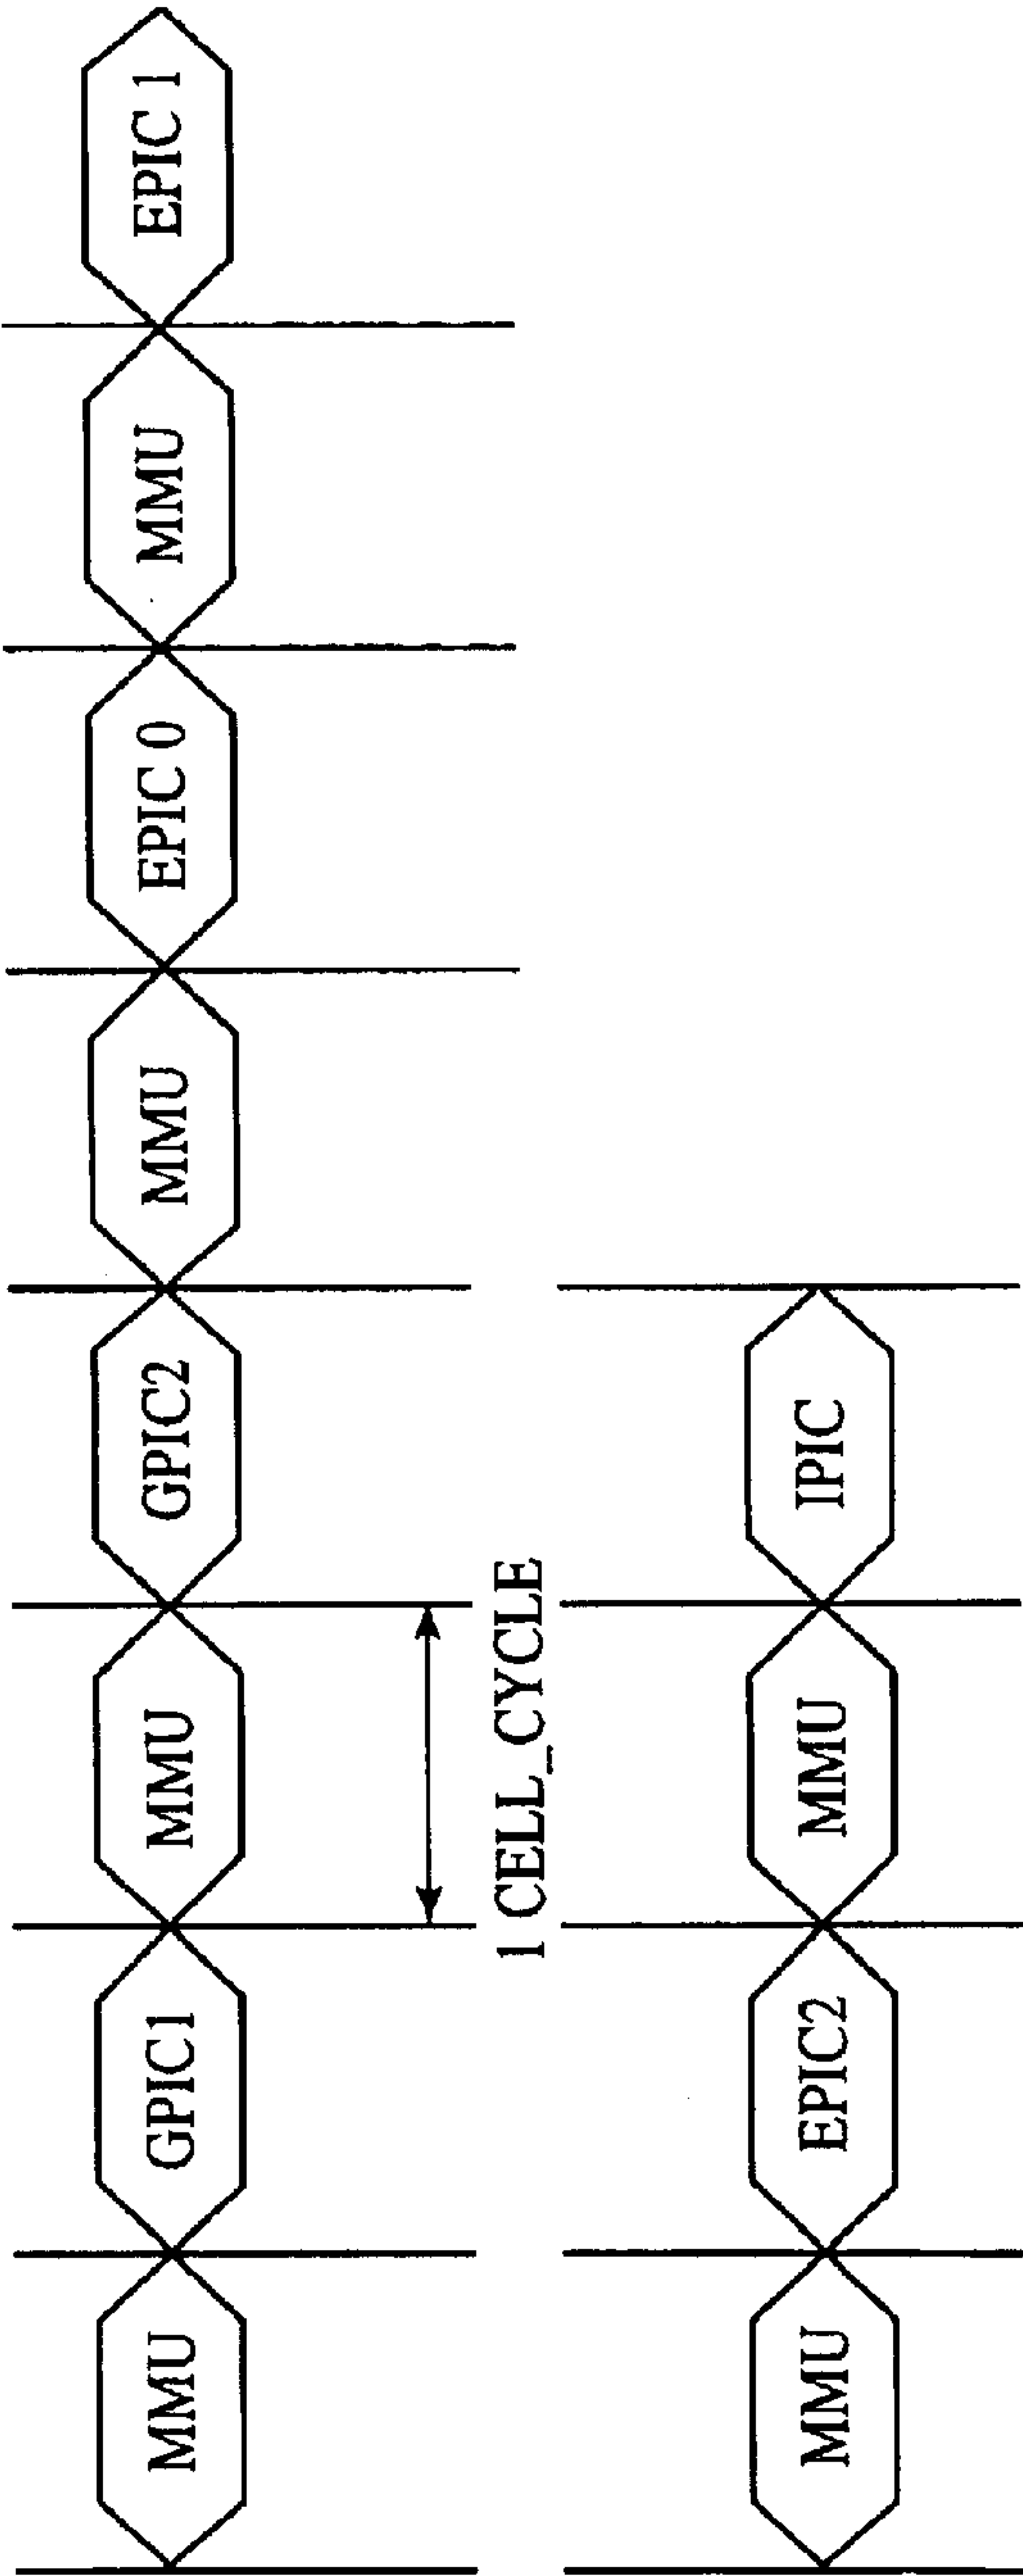 MMU GPIC1 MMU GPIC2 MMU EPIC 0 MMU EPIC 1
1 CELL_CYCLE
MMU EPIC2 MMU IPIC